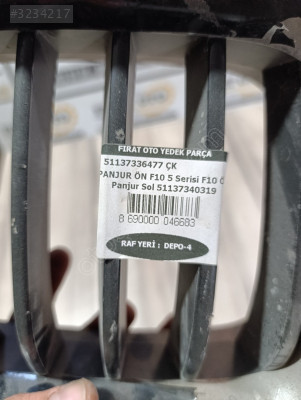 #3234217
FIRAT OTO YEDEK PARÇA
51137336477 ÇK
PANJUR ÖN F10 5 Serisi F10 Ö
Panjur Sol 51137340319
8 690000 046683
RAF YERİ : DEPO-4